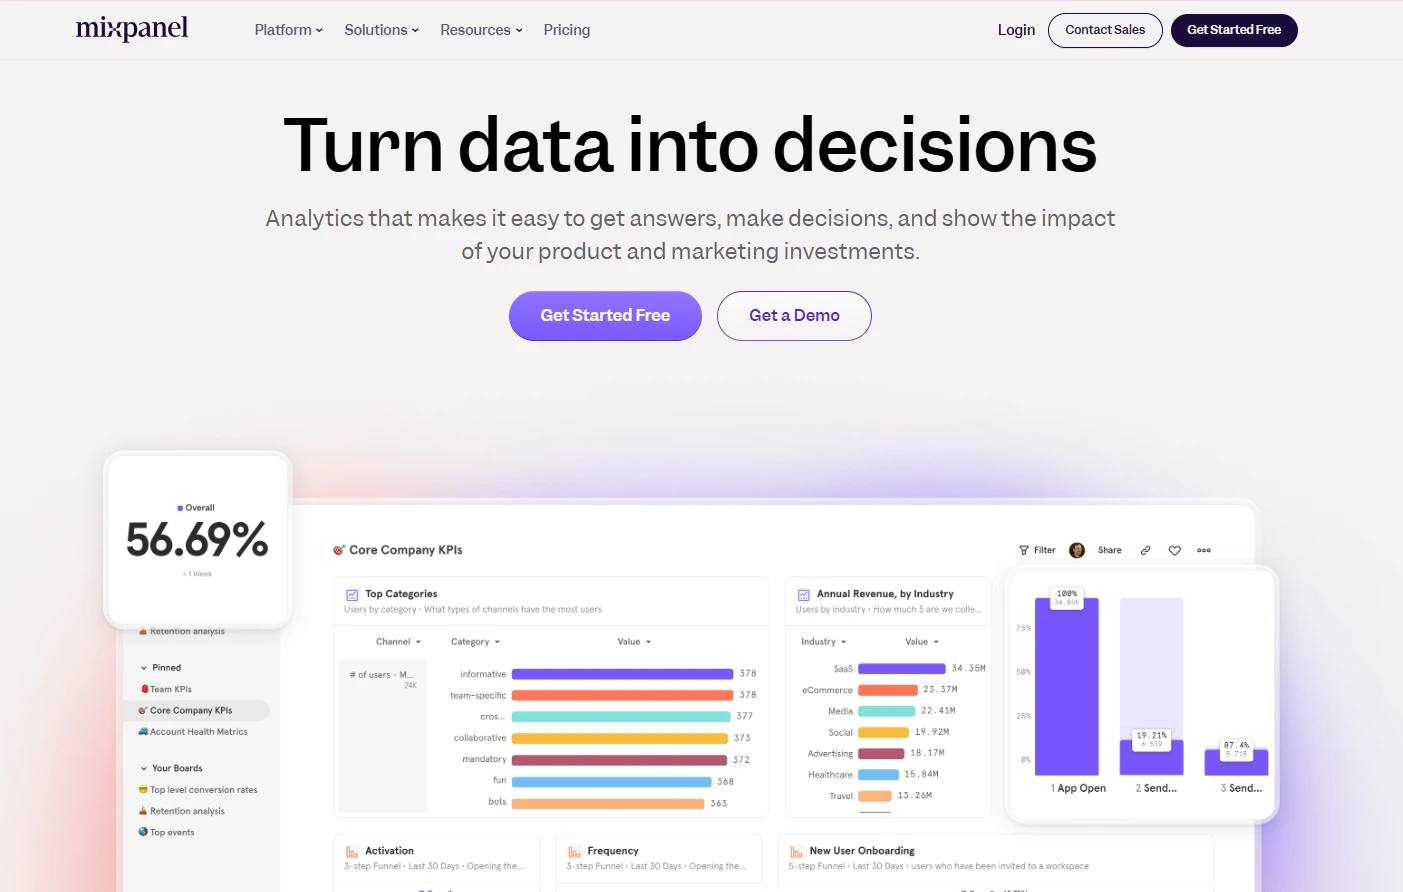 mixpanel
Platform
Solutions
Resources
Pricing
Login
Contact Sales
Get Started Free
Turn data into decisions
Analytics that makes it easy to get answers, make decisions, and show the impact
of your product and marketing investments.
Get Started Free
Get a Demo
Overall
56.69%
< 1 Week
Retention analysis
Pinned
Team KPIs
Core Company KPIs
Account Health Metrics
Your Boards
Top level conversion rates
Retention analysis
Top events
Core Company KPIs
Filter
Share
Top Categories
Users by category • What types of channels have the most users
Channel
Category
Value
# of users - M...
24K
informative 378
team-specific 378
cros... 377
collaborative 373
mandatory 372
fun 368
bots 363
Annual Revenue, by Industry
Users by industry • How much $ are we colle...
Industry
Value
SaaS 34.35M
eCommerce 23.37M
Media 22.41M
Social 19.92M
Advertising 18.17M
Healthcare 15.84M
Travel 13.26M
75%
50%
25%
0%
100%
34.05K
19.21%
6.539
87.4%
5.715
1 App Open
2 Send...
3 Send...
Activation
3-step Funnel • Last 30 Days • Opening the...
Frequency
3-step Funnel • Last 30 Days • Opening the...
New User Onboarding
5-step Funnel • Last 30 Days • users who have been invited to a workspace